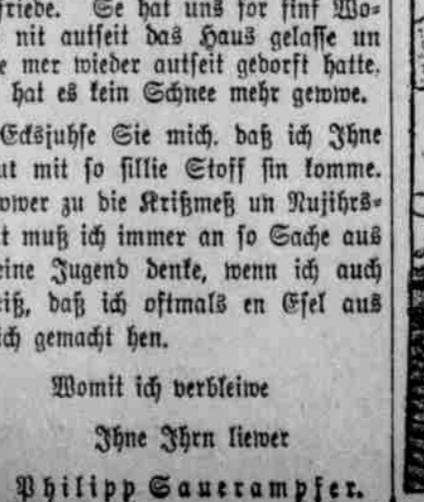 friede. Se hat uns for finf Wo=
nit autseit das Haus gelasse un
e mer wieder autseit gedorft hatte,
hat es kein Schnee mehr gewwe.
Ecksjuhse Sie mich, daß ich Ihne
ut mit so sillie Stoff sin komme.
wwer zu die Krißmeß un Nujihrs=
t muß ich immer an so Sache aus
eine Jugend denke, wenn ich auch
eiß, daß ich oftmals en Esel aus
ich gemacht hen.
Womit ich verbleiwe
Ihne Ihrn liewer
Philipp Sauerampfer.